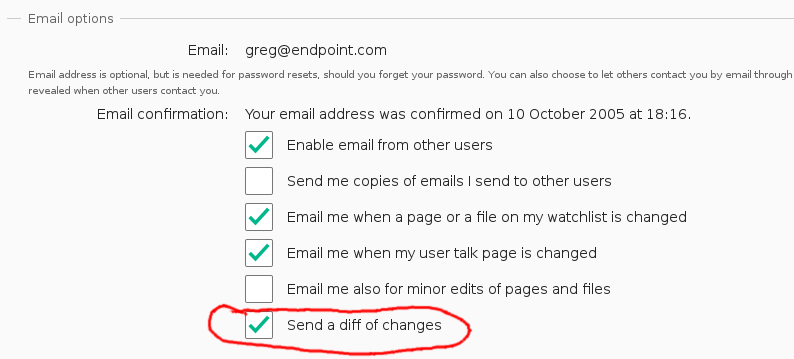 Email options
Email: greg@endpoint.com
Email address is optional, but is needed for password resets, should you forget your password. You can also choose to let others contact you by email through
revealed when other users contact you.
Email confirmation: Your email address was confirmed on 10 October 2005 at 18:16.
Enable email from other users
Send me copies of emails I send to other users
Email me when a page or a file on my watchlist is changed
Email me when my user talk page is changed
Email me also for minor edits of pages and files
Send a diff of changes